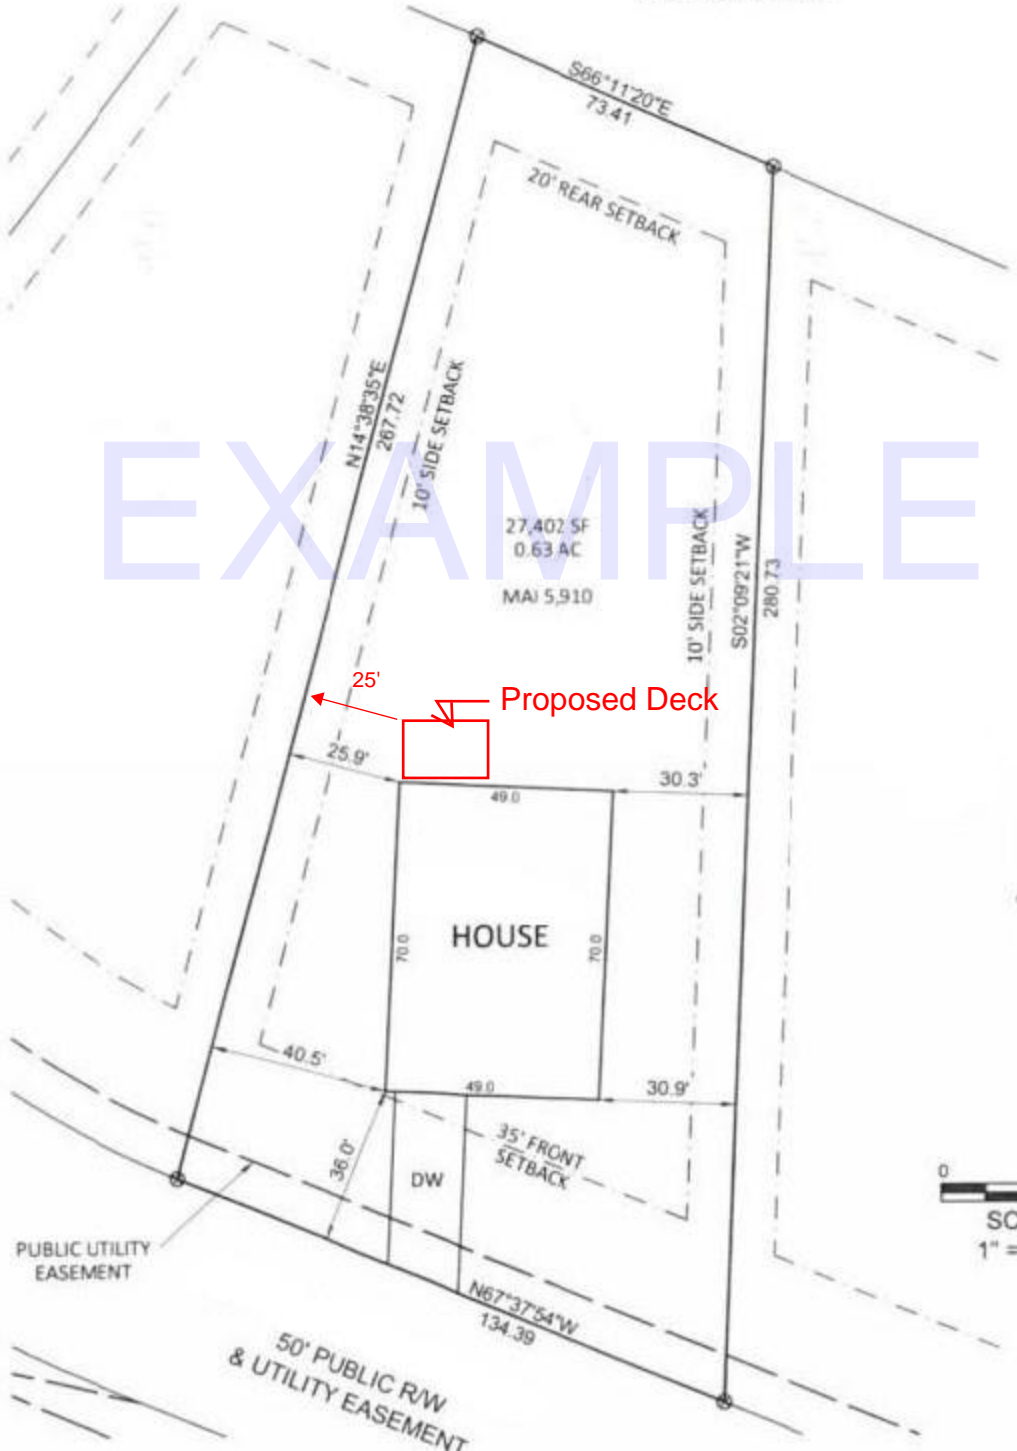 S66°11'20"E
73.41
20' REAR SETBACK
N14°38'35"E
267.72
10' SIDE SETBACK
EXAMPLE
27,402 SF
0.63 AC
MAI 5,910
10' SIDE SETBACK
S02°09'21"W
280.73
25'
Proposed Deck
25.9'
49.0
30.3'
HOUSE
70.0
70.0
40.5'
49.0
30.9'
36.0'
DW
35' FRONT
SETBACK
0
SC
1" =
PUBLIC UTILITY
EASEMENT
N67°37'54"W
134.39
50' PUBLIC R/W
& UTILITY EASEMENT